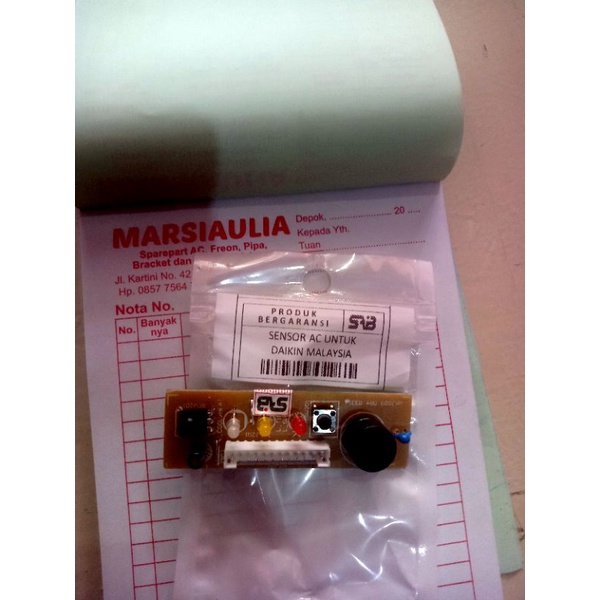 MARSIAULIA
Sparepart AC, Freon, Pipa,
Bracket dan
Jl. Kartini No. 42
Hp. 0857 7564
Depok, ........................ 20 .....
Kepada Yth.
Tuan
Nota No.
No. Banyak
nya
PRODUK
BERGARANSI
SAB
SENSOR AC UNTUK
DAIKIN MALAYSIA